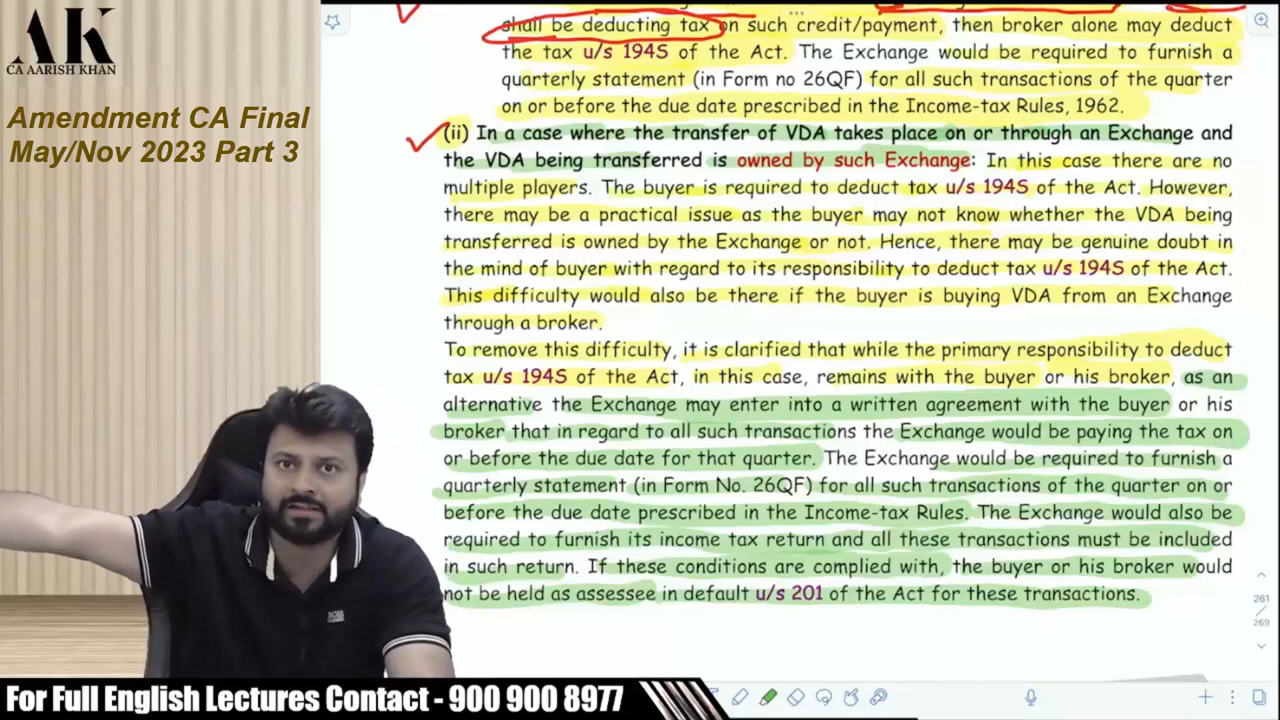 AK
CA AARISH KHAN
Amendment CA Final
May/Nov 2023 Part 3
shall be deducting tax on such credit/payment, then broker alone may deduct
the tax u/s 194S of the Act. The Exchange would be required to furnish a
quarterly statement (in Form no 26QF) for all such transactions of the quarter
on or before the due date prescribed in the Income-tax Rules, 1962.
(ii) In a case where the transfer of VDA takes place on or through an Exchange and
the VDA being transferred is owned by such Exchange: In this case there are no
multiple players. The buyer is required to deduct tax u/s 194S of the Act. However,
there may be a practical issue as the buyer may not know whether the VDA being
transferred is owned by the Exchange or not. Hence, there may be genuine doubt in
the mind of buyer with regard to its responsibility to deduct tax u/s 194S of the Act.
This difficulty would also be there if the buyer is buying VDA from an Exchange
through a broker.
To remove this difficulty, it is clarified that while the primary responsibility to deduct
tax u/s 194S of the Act, in this case, remains with the buyer or his broker, as an
alternative the Exchange may enter into a written agreement with the buyer or his
broker that in regard to all such transactions the Exchange would be paying the tax on
or before the due date for that quarter. The Exchange would be required to furnish a
quarterly statement (in Form No. 26QF) for all such transactions of the quarter on or
before the due date prescribed in the Income-tax Rules. The Exchange would also be
required to furnish its income tax return and all these transactions must be included
in such return. If these conditions are complied with, the buyer or his broker would
not be held as assessee in default u/s 201 of the Act for these transactions.
261
/
269
BOSS
For Full English Lectures Contact - 900 900 8977